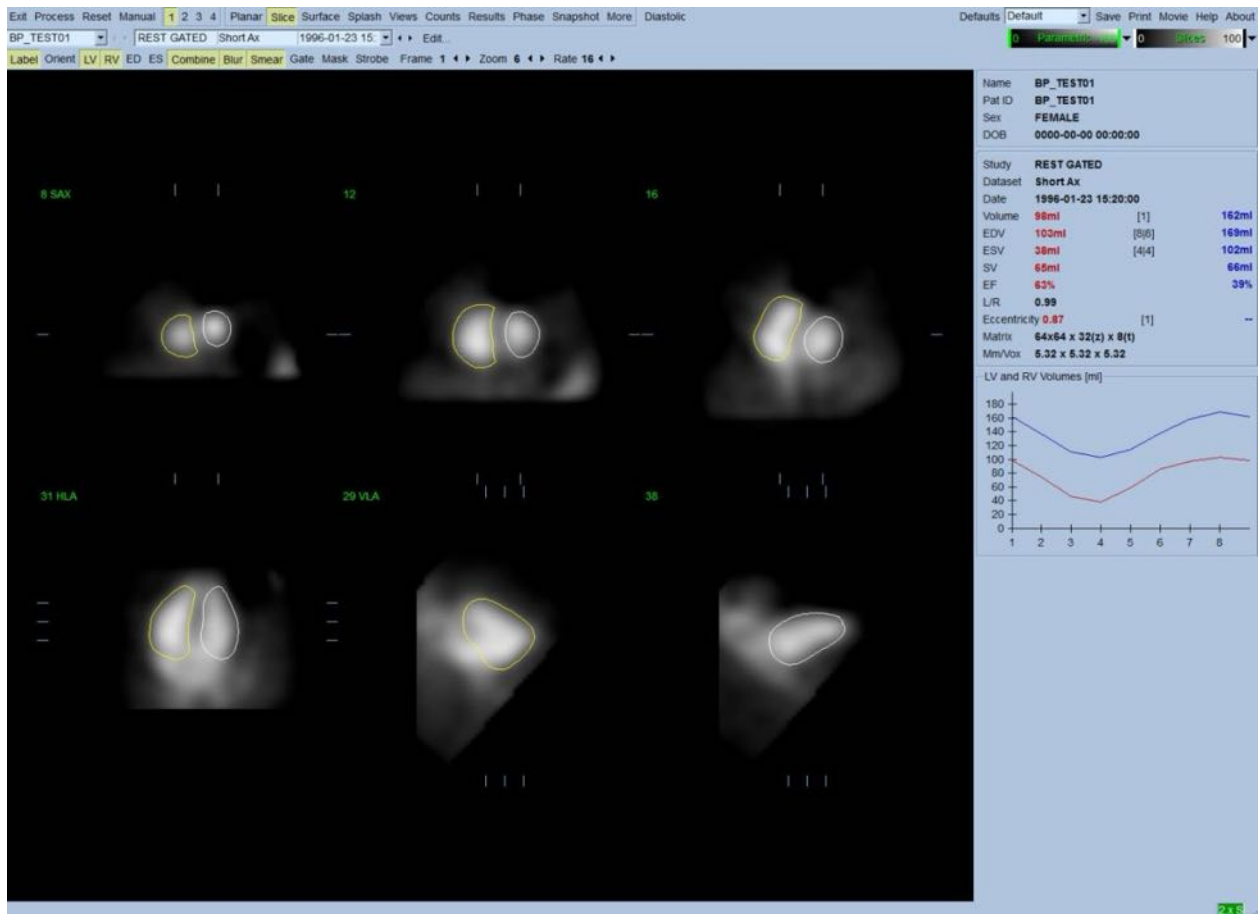 Exit Process Reset Manual 1 2 3 4 Planar Slice Surface Splash Views Counts Results Phase Snapshot More Diastolic Defaults Default Save Print Movie Help About
BP_TEST01 REST GATED Short Ax 1996-01-23 15: Edit... 0 Parametric 0 Slices 100
Label Orient LV RV ED ES Combine Blur Smear Gate Mask Strobe Frame 1 Zoom 6 Rate 16
8 SAX
12
16
31 HLA
29 VLA
38
Name BP_TEST01
Pat ID BP_TEST01
Sex FEMALE
DOB 0000-00-00 00:00:00
Study REST GATED
Dataset Short Ax
Date 1996-01-23 15:20:00
Volume 98ml [1] 162ml
EDV 103ml [8|8] 169ml
ESV 38ml [4|4] 102ml
SV 65ml 66ml
EF 63% 39%
L/R 0.99
Eccentricity 0.87 [1] --
Matrix 64x64 x 32(z) x 8(t)
Mm/Vox 5.32 x 5.32 x 5.32
LV and RV Volumes [ml]
180
160
140
120
100
80
60
40
20
0
1 2 3 4 5 6 7 8
2 x S